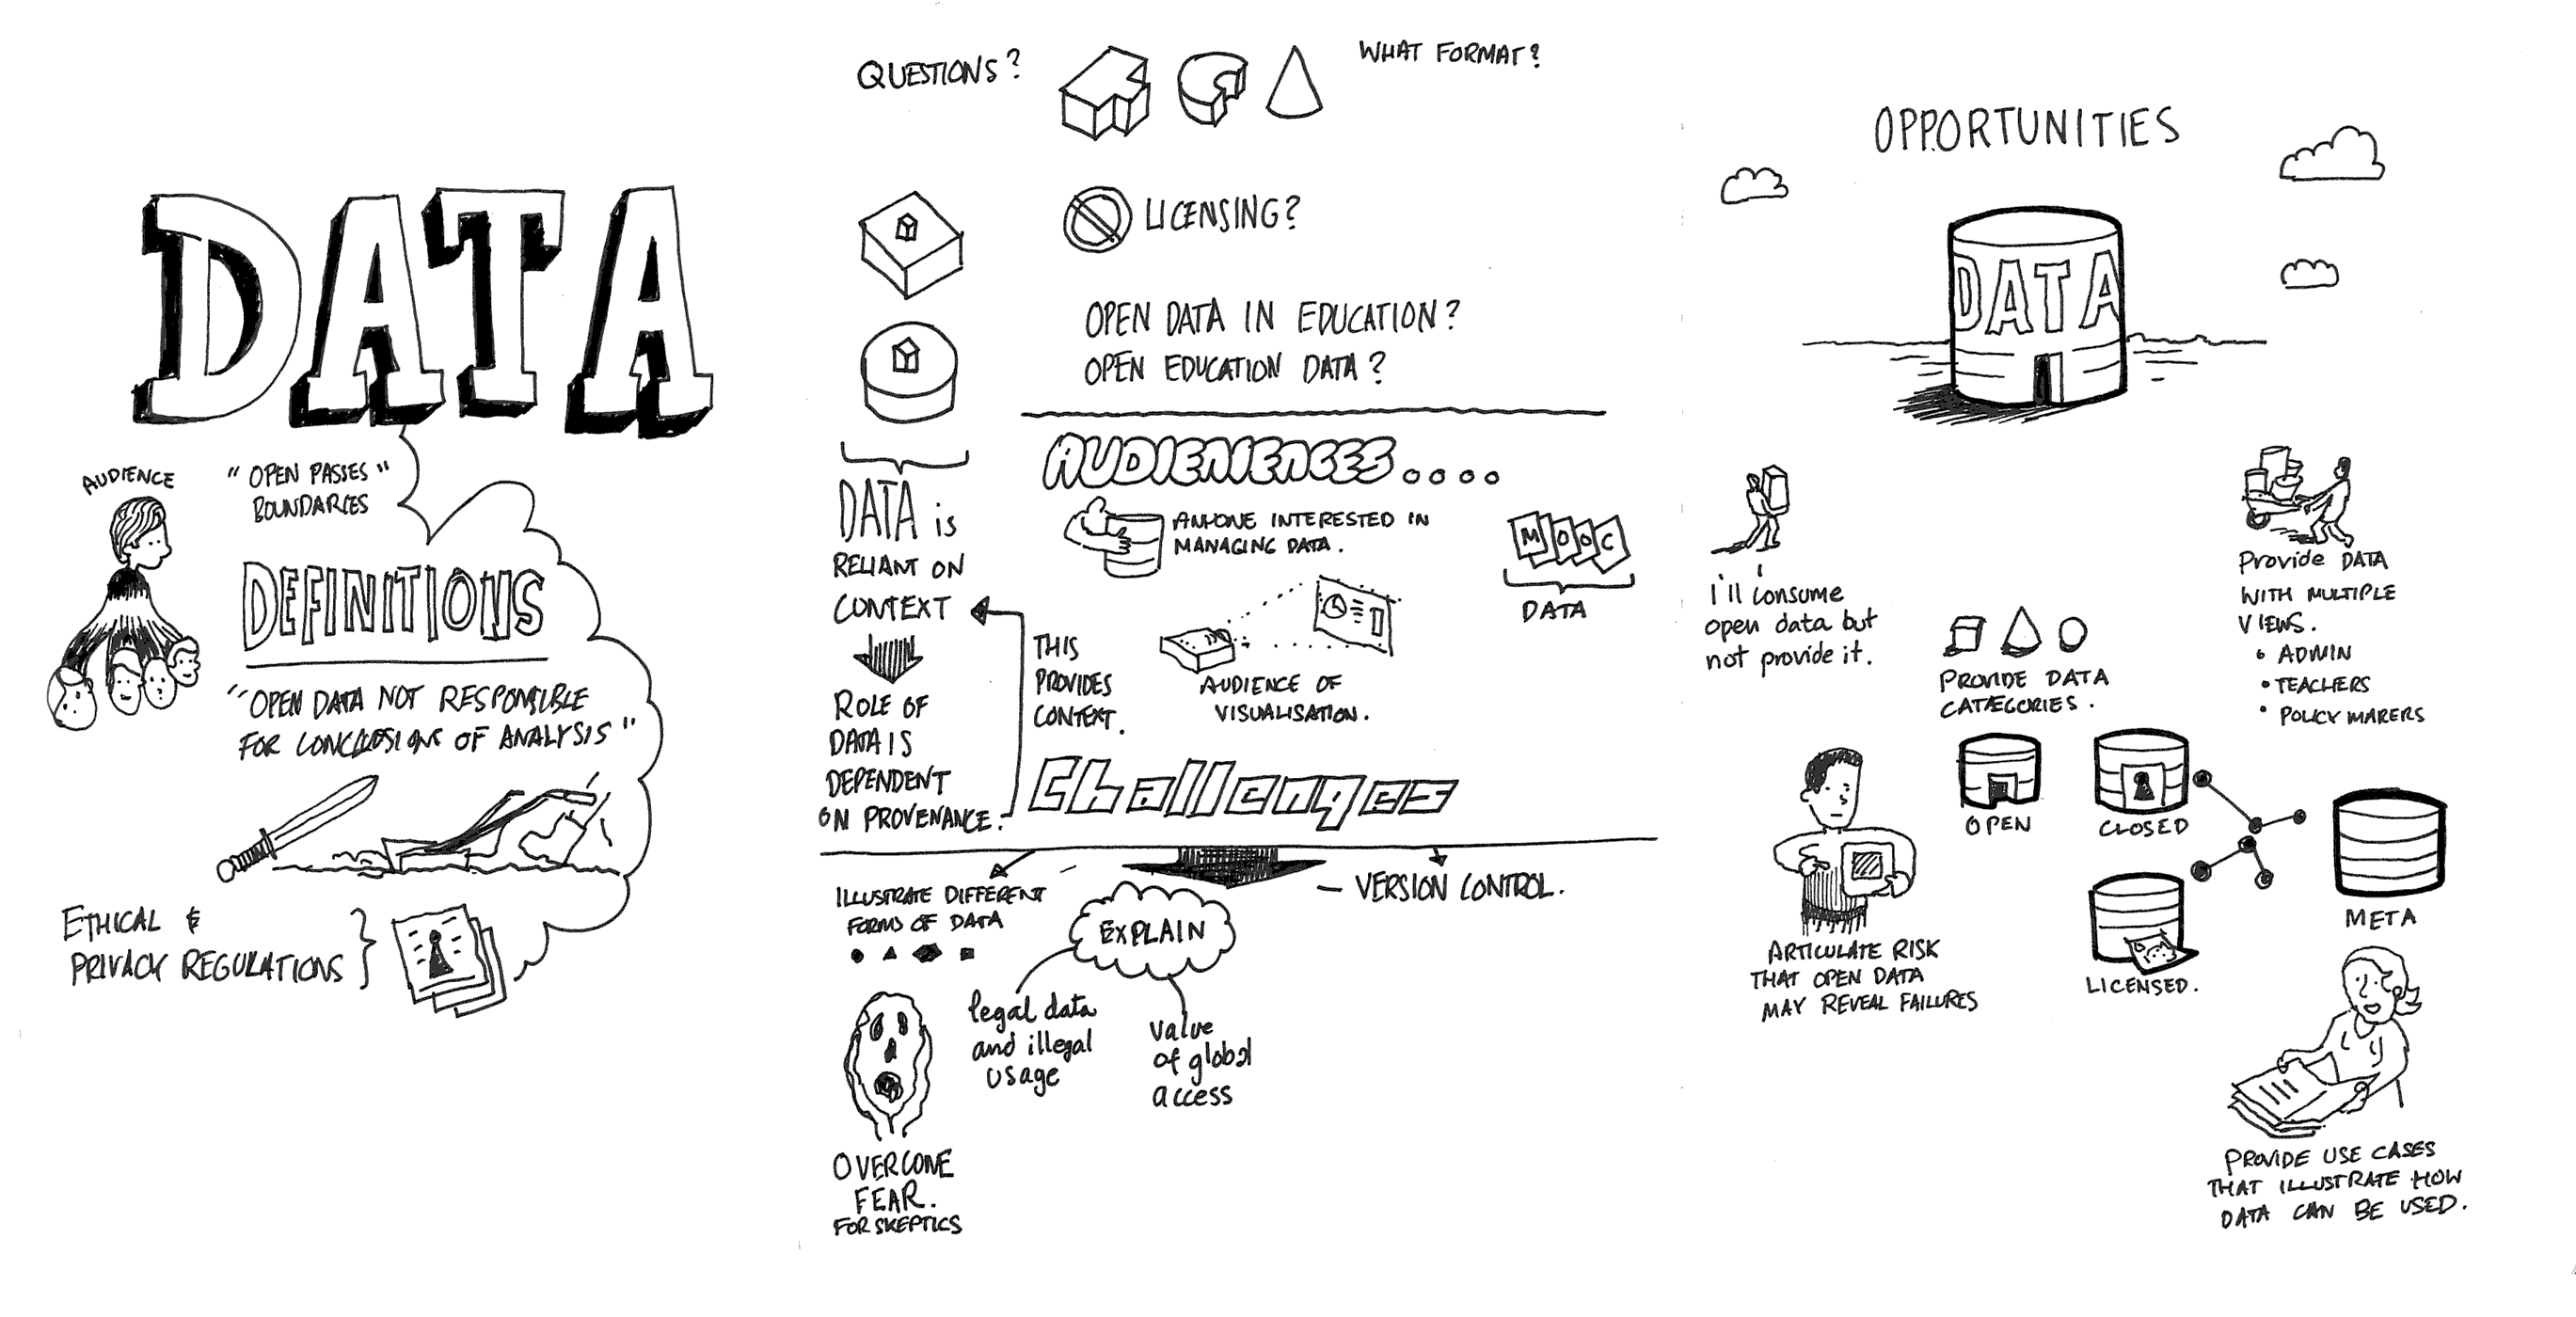 DATA
AUDIENCE
"OPEN PASSES"
BOUNDARIES
DEFINITIONS
"OPEN DATA NOT RESPONSIBLE
FOR CONCLUSIONS OF ANALYSIS"
ETHICAL &
PRIVACY REGULATIONS
QUESTIONS?
WHAT FORMAT?
LICENSING?
OPEN DATA IN EDUCATION?
OPEN EDUCATION DATA?
DATA is
RELIANT ON
CONTEXT
ROLE OF
DATA IS
DEPENDENT
ON PROVENANCE.
THIS
PROVIDES
CONTEXT.
AUDIENIENCES....
ANYONE INTERESTED IN
MANAGING DATA.
MOOC
DATA
AUDIENCE OF
VISUALISATION.
Challenges
ILLUSTRATE DIFFERENT
FORMS OF DATA
EXPLAIN
– VERSION CONTROL.
legal data
and illegal
usage
value
of global
access
OVERCOME
FEAR.
FOR SKEPTICS
OPPORTUNITIES
DATA
i'll consume
open data but
not provide it.
Provide DATA
WITH MULTIPLE
VIEWS.
• ADMIN
• TEACHERS
• POLICY MAKERS
PROVIDE DATA
CATEGORIES.
OPEN
CLOSED
LICENSED.
META
ARTICULATE RISK
THAT OPEN DATA
MAY REVEAL FAILURES
PROVIDE USE CASES
THAT ILLUSTRATE HOW
DATA CAN BE USED.